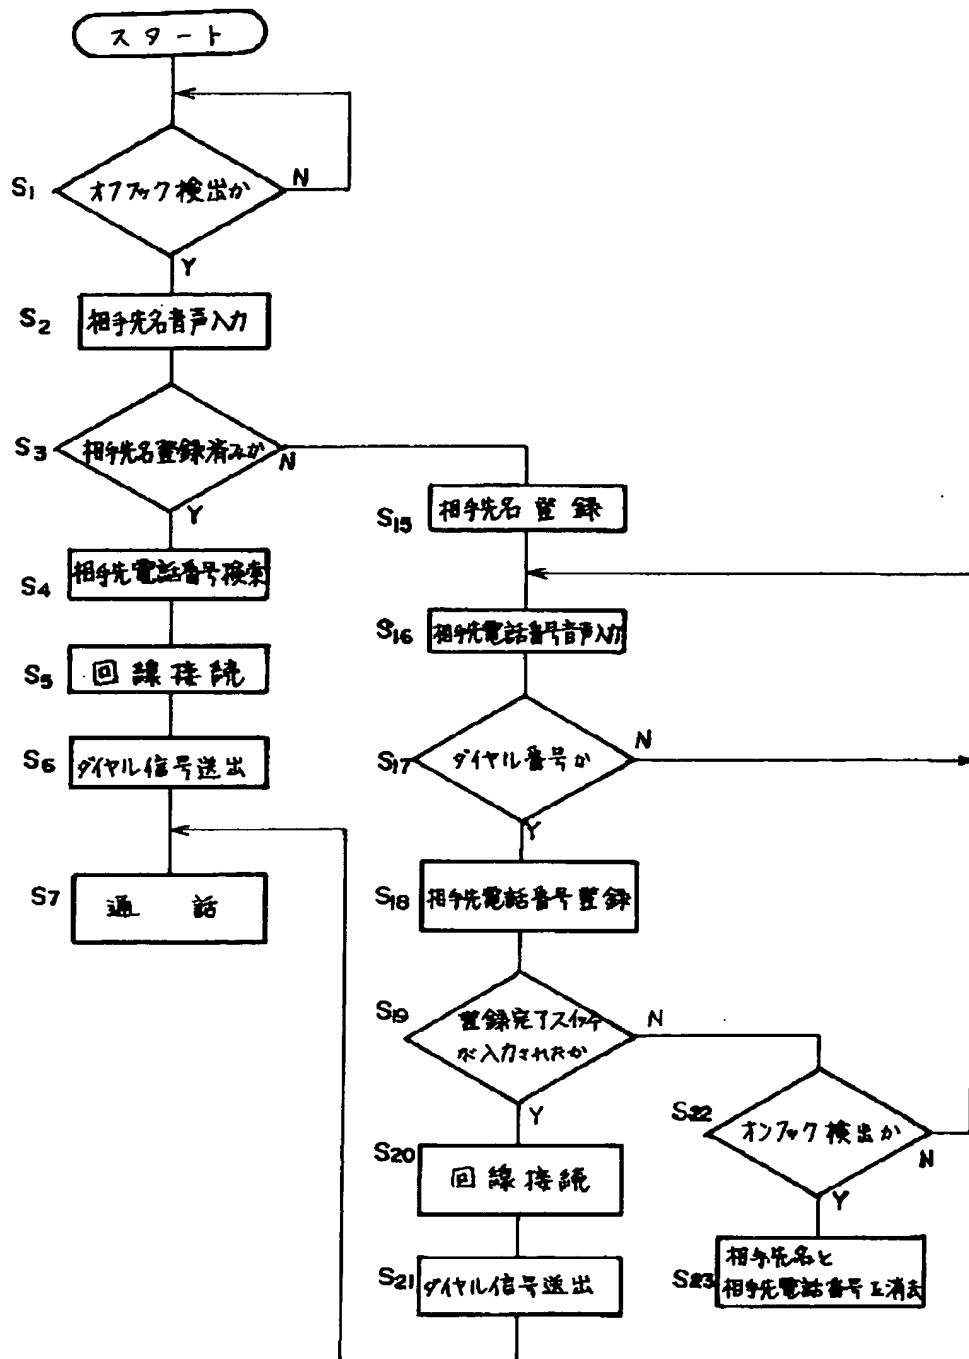 スタート
S1
オフフック検出か
N
Y
S2
相手先名音声入力
S3
相手先名登録済みか
N
Y
S4
相手先電話番号検索
S5
回線接続
S6
ダイヤル信号送出
S7
通話
S15
相手先名登録
S16
相手先電話番号音声入力
S17
ダイヤル番号か
N
Y
S18
相手先電話番号登録
S19
登録完了スイッチ
が入力されたか
N
Y
S20
回線接続
S21
ダイヤル信号送出
S22
オンフック検出か
N
Y
S23
相手先名と
相手先電話番号を消去